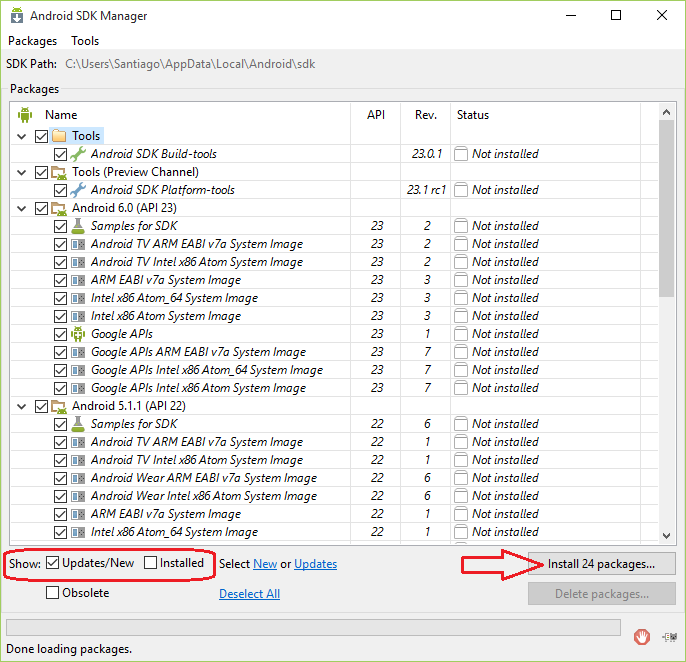 Android SDK Manager
Packages Tools
SDK Path: C:\Users\Santiago\AppData\Local\Android\sdk
Packages
Name API Rev. Status
Tools
Android SDK Build-tools 23.0.1 Not installed
Tools (Preview Channel)
Android SDK Platform-tools 23.1 rc1 Not installed
Android 6.0 (API 23)
Samples for SDK 23 2 Not installed
Android TV ARM EABI v7a System Image 23 2 Not installed
Android TV Intel x86 Atom System Image 23 2 Not installed
ARM EABI v7a System Image 23 3 Not installed
Intel x86 Atom_64 System Image 23 3 Not installed
Intel x86 Atom System Image 23 3 Not installed
Google APIs 23 1 Not installed
Google APIs ARM EABI v7a System Image 23 7 Not installed
Google APIs Intel x86 Atom_64 System Image 23 7 Not installed
Google APIs Intel x86 Atom System Image 23 7 Not installed
Android 5.1.1 (API 22)
Samples for SDK 22 6 Not installed
Android TV ARM EABI v7a System Image 22 1 Not installed
Android TV Intel x86 Atom System Image 22 1 Not installed
Android Wear ARM EABI v7a System Image 22 6 Not installed
Android Wear Intel x86 Atom System Image 22 6 Not installed
ARM EABI v7a System Image 22 1 Not installed
Intel x86 Atom_64 System Image 22 1 Not installed
Show: Updates/New Installed Select New or Updates Install 24 packages...
Obsolete Deselect All Delete packages...
Done loading packages.